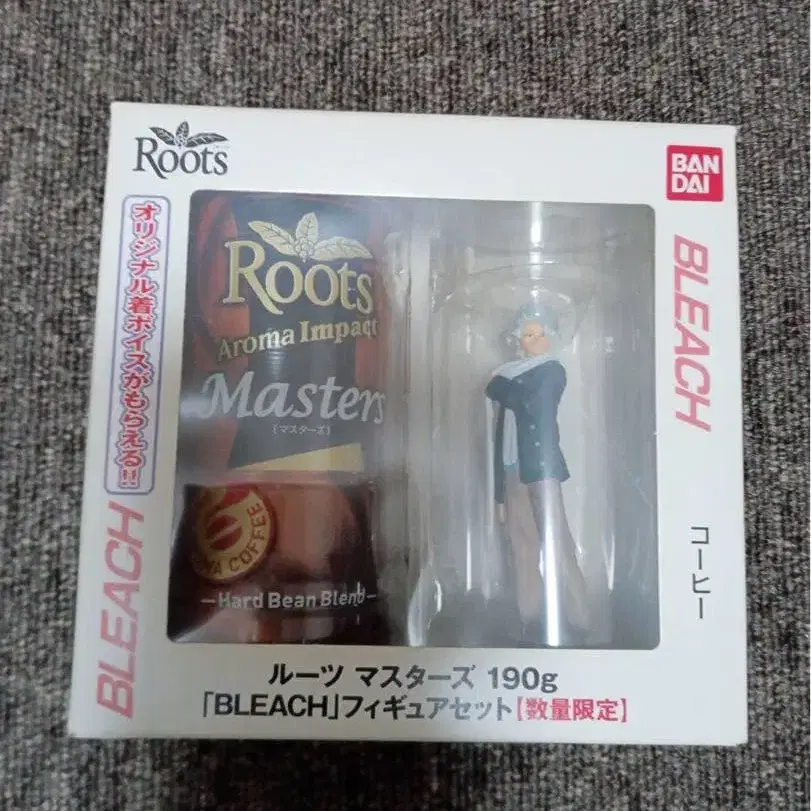 Roots
BAN
DAI
オリジナル着ボイスがもらえる!!
BLEACH
Roots
Aroma Impact
Masters
[マスターズ]
AROMA COFFEE
—Hard Bean Blend—
BLEACH
コーヒー
ルーツ マスターズ 190g
「BLEACH」フィギュアセット【数量限定】